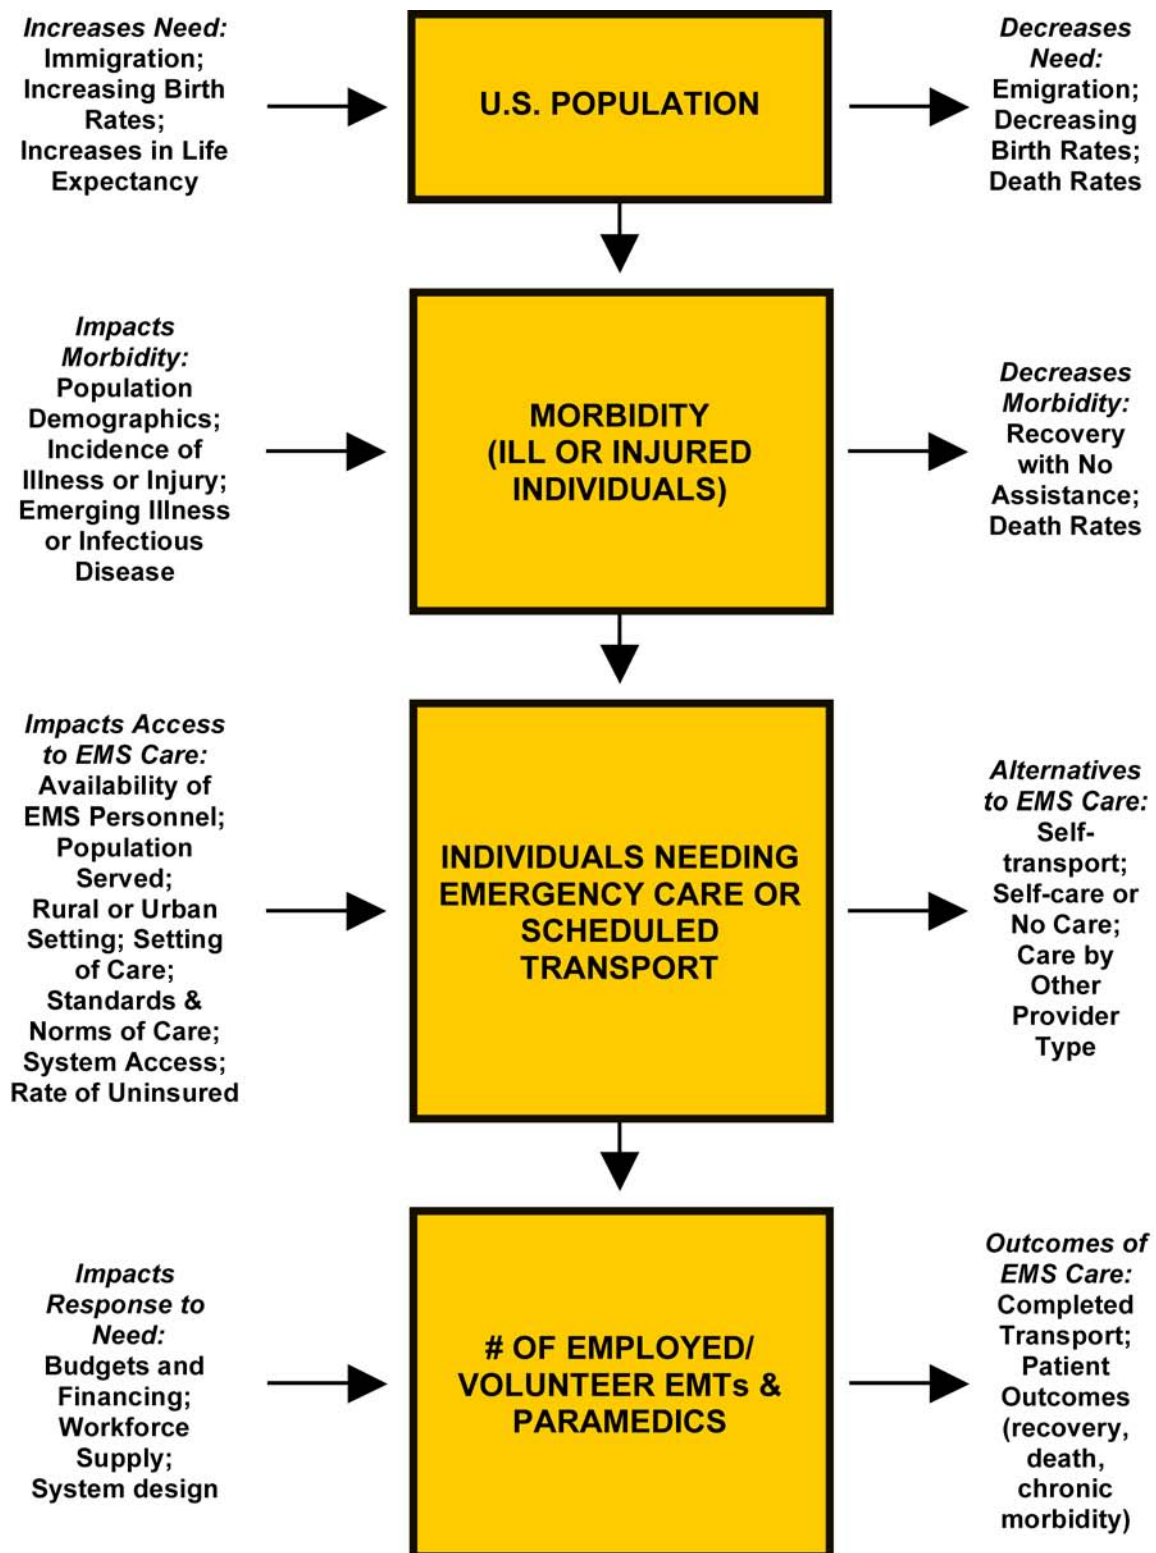 Increases Need:
Immigration;
Increasing Birth
Rates;
Increases in Life
Expectancy
U.S. POPULATION
Decreases
Need:
Emigration;
Decreasing
Birth Rates;
Death Rates
Impacts
Morbidity:
Population
Demographics;
Incidence of
Illness or Injury;
Emerging Illness
or Infectious
Disease
MORBIDITY
(ILL OR INJURED
INDIVIDUALS)
Decreases
Morbidity:
Recovery
with No
Assistance;
Death Rates
Impacts Access
to EMS Care:
Availability of
EMS Personnel;
Population
Served;
Rural or Urban
Setting; Setting
of Care;
Standards &
Norms of Care;
System Access;
Rate of Uninsured
INDIVIDUALS NEEDING
EMERGENCY CARE OR
SCHEDULED
TRANSPORT
Alternatives
to EMS Care:
Self-
transport;
Self-care or
No Care;
Care by
Other
Provider
Type
Impacts
Response to
Need:
Budgets and
Financing;
Workforce
Supply;
System design
# OF EMPLOYED/
VOLUNTEER EMTs &
PARAMEDICS
Outcomes of
EMS Care:
Completed
Transport;
Patient
Outcomes
(recovery,
death,
chronic
morbidity)